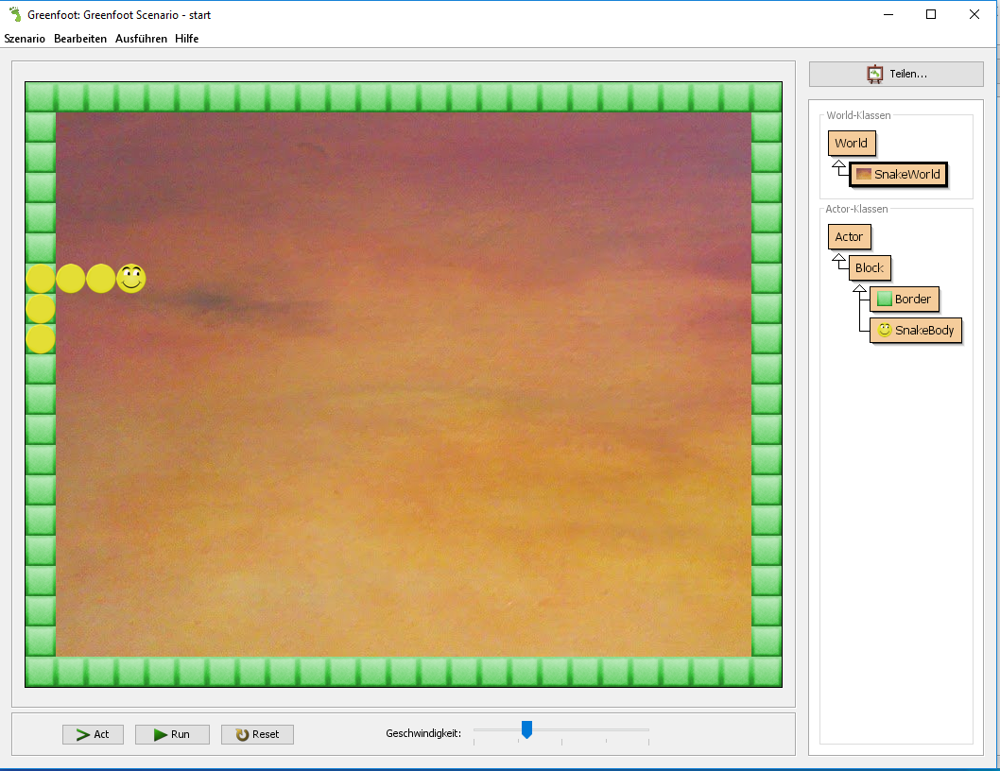 Greenfoot: Greenfoot Scenario - start
Szenario Bearbeiten Ausführen Hilfe
Teilen...
World-Klassen
World
SnakeWorld
Actor-Klassen
Actor
Block
Border
SnakeBody
Act Run Reset Geschwindigkeit: